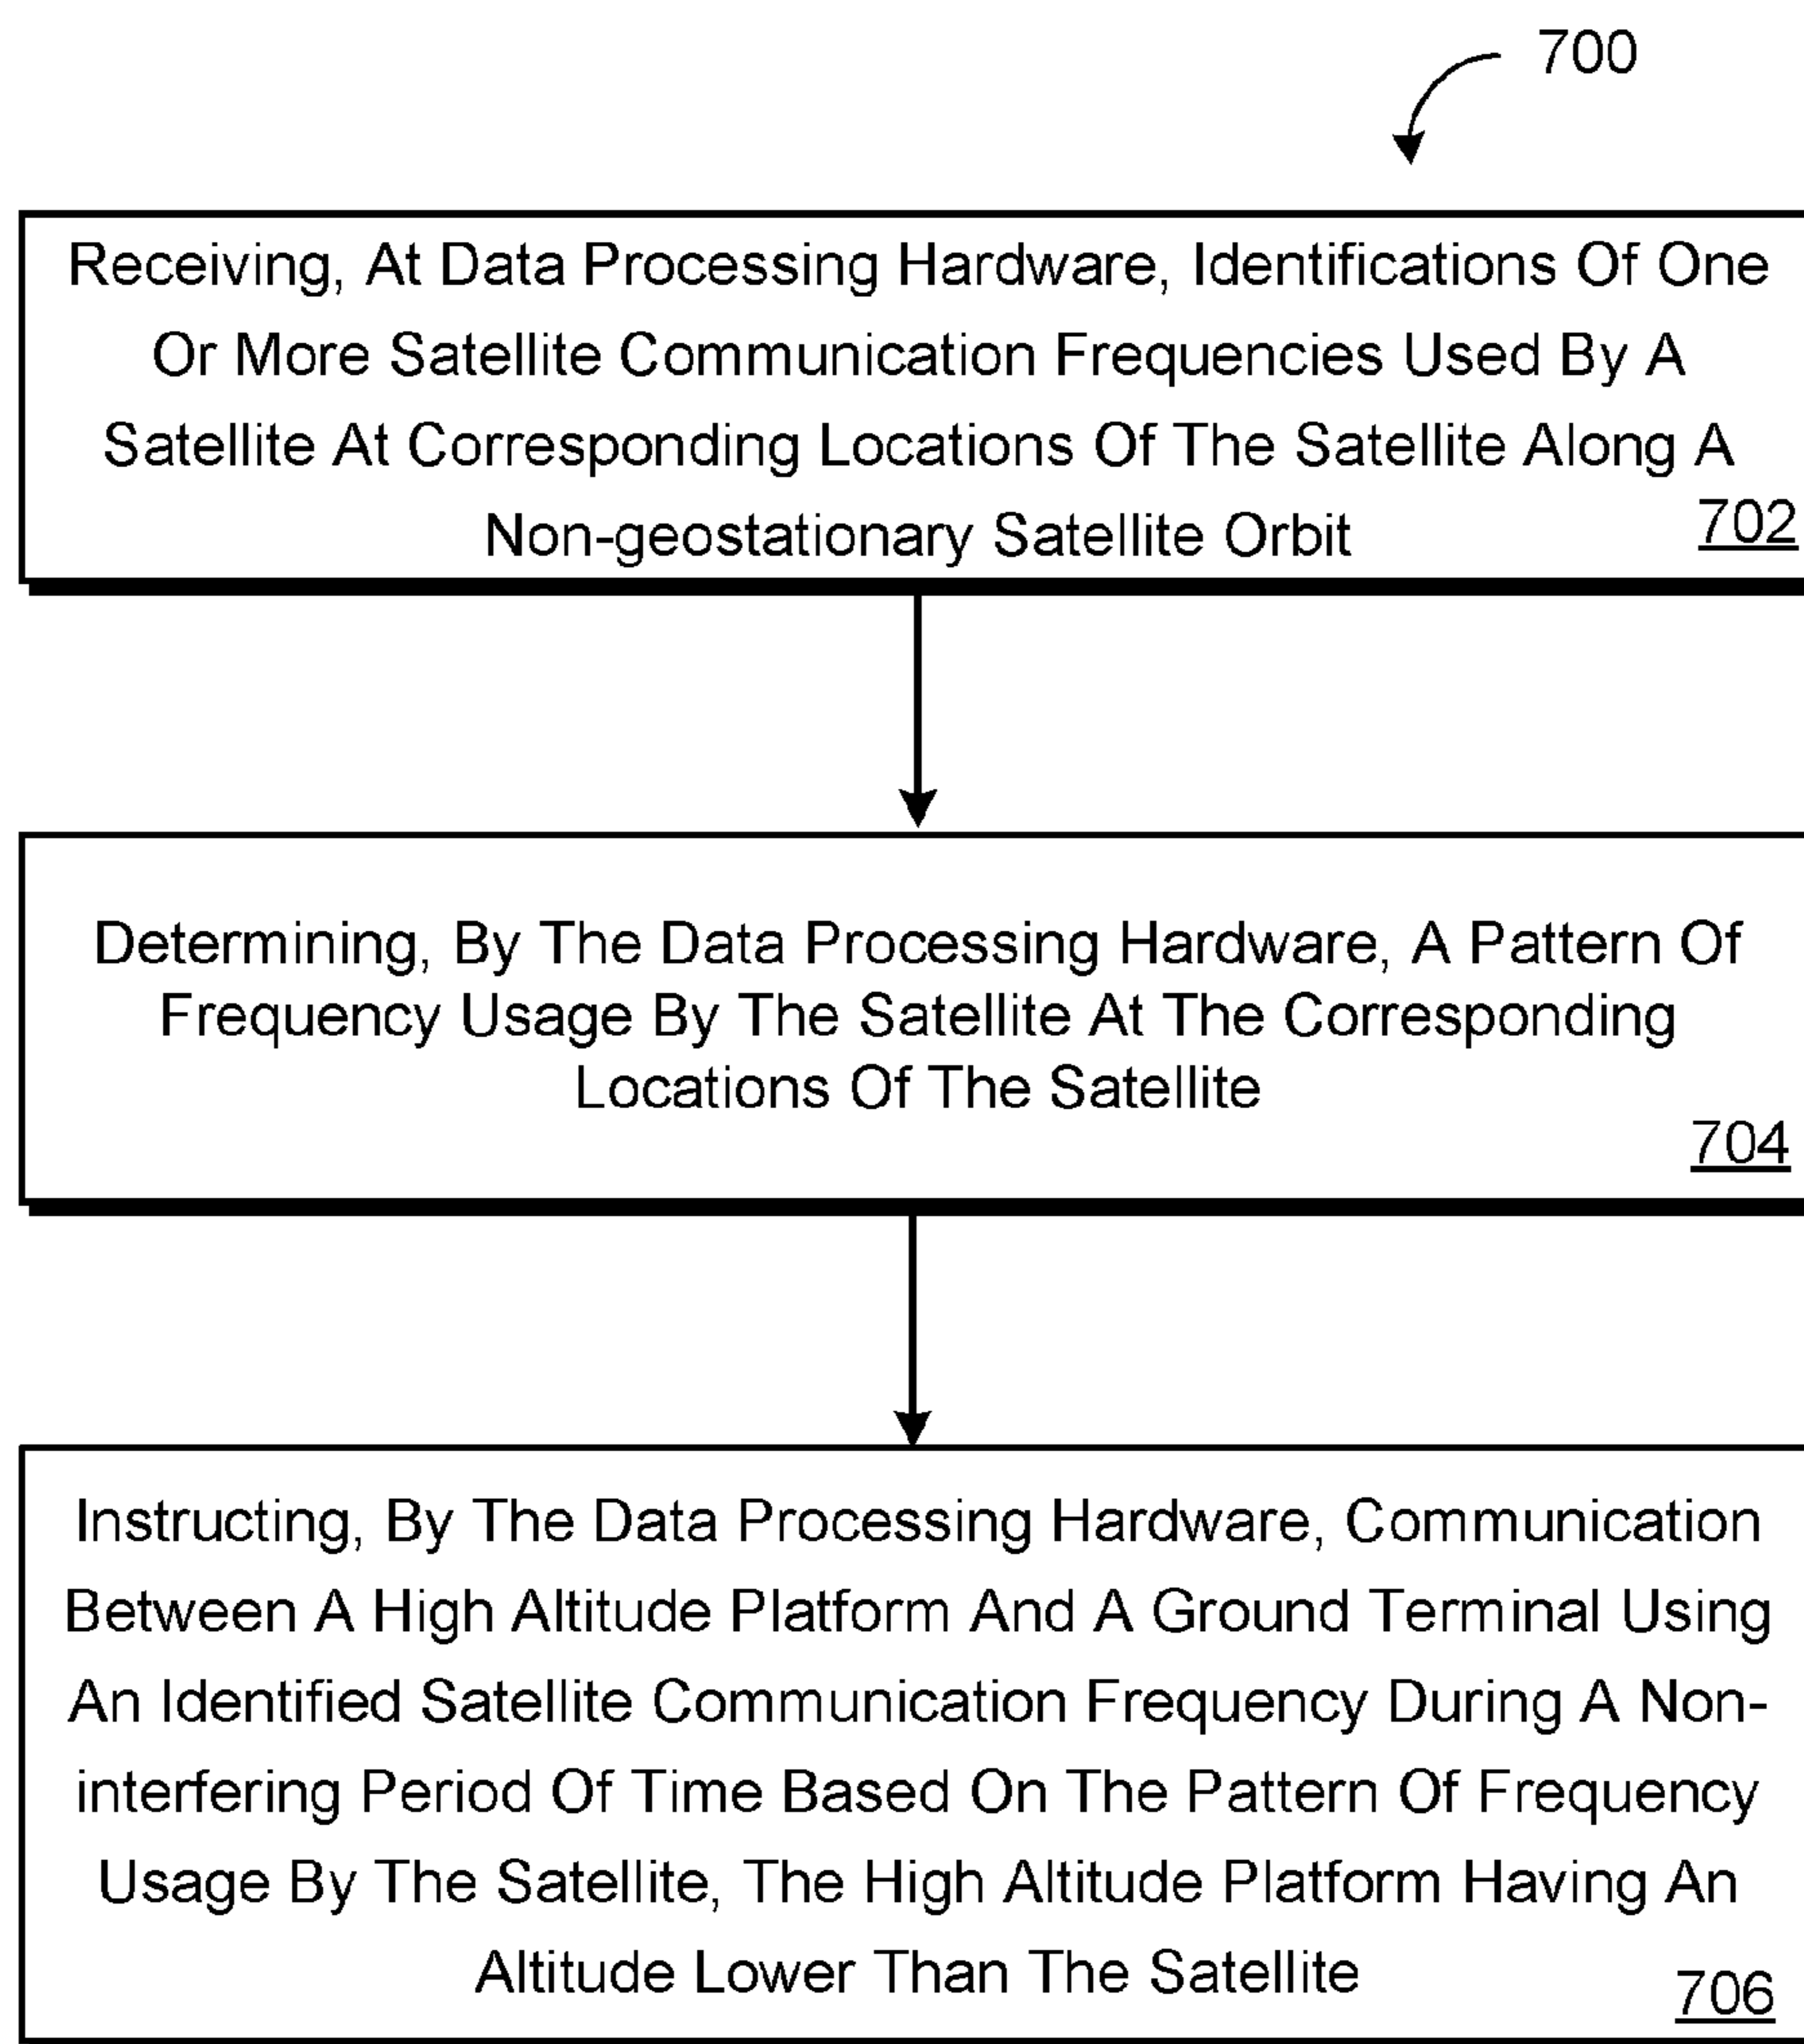 700
Receiving, At Data Processing Hardware, Identifications Of One
Or More Satellite Communication Frequencies Used By A
Satellite At Corresponding Locations Of The Satellite Along A
Non-geostationary Satellite Orbit
702
Determining, By The Data Processing Hardware, A Pattern Of
Frequency Usage By The Satellite At The Corresponding
Locations Of The Satellite
704
Instructing, By The Data Processing Hardware, Communication
Between A High Altitude Platform And A Ground Terminal Using
An Identified Satellite Communication Frequency During A Non-
interfering Period Of Time Based On The Pattern Of Frequency
Usage By The Satellite, The High Altitude Platform Having An
Altitude Lower Than The Satellite
706